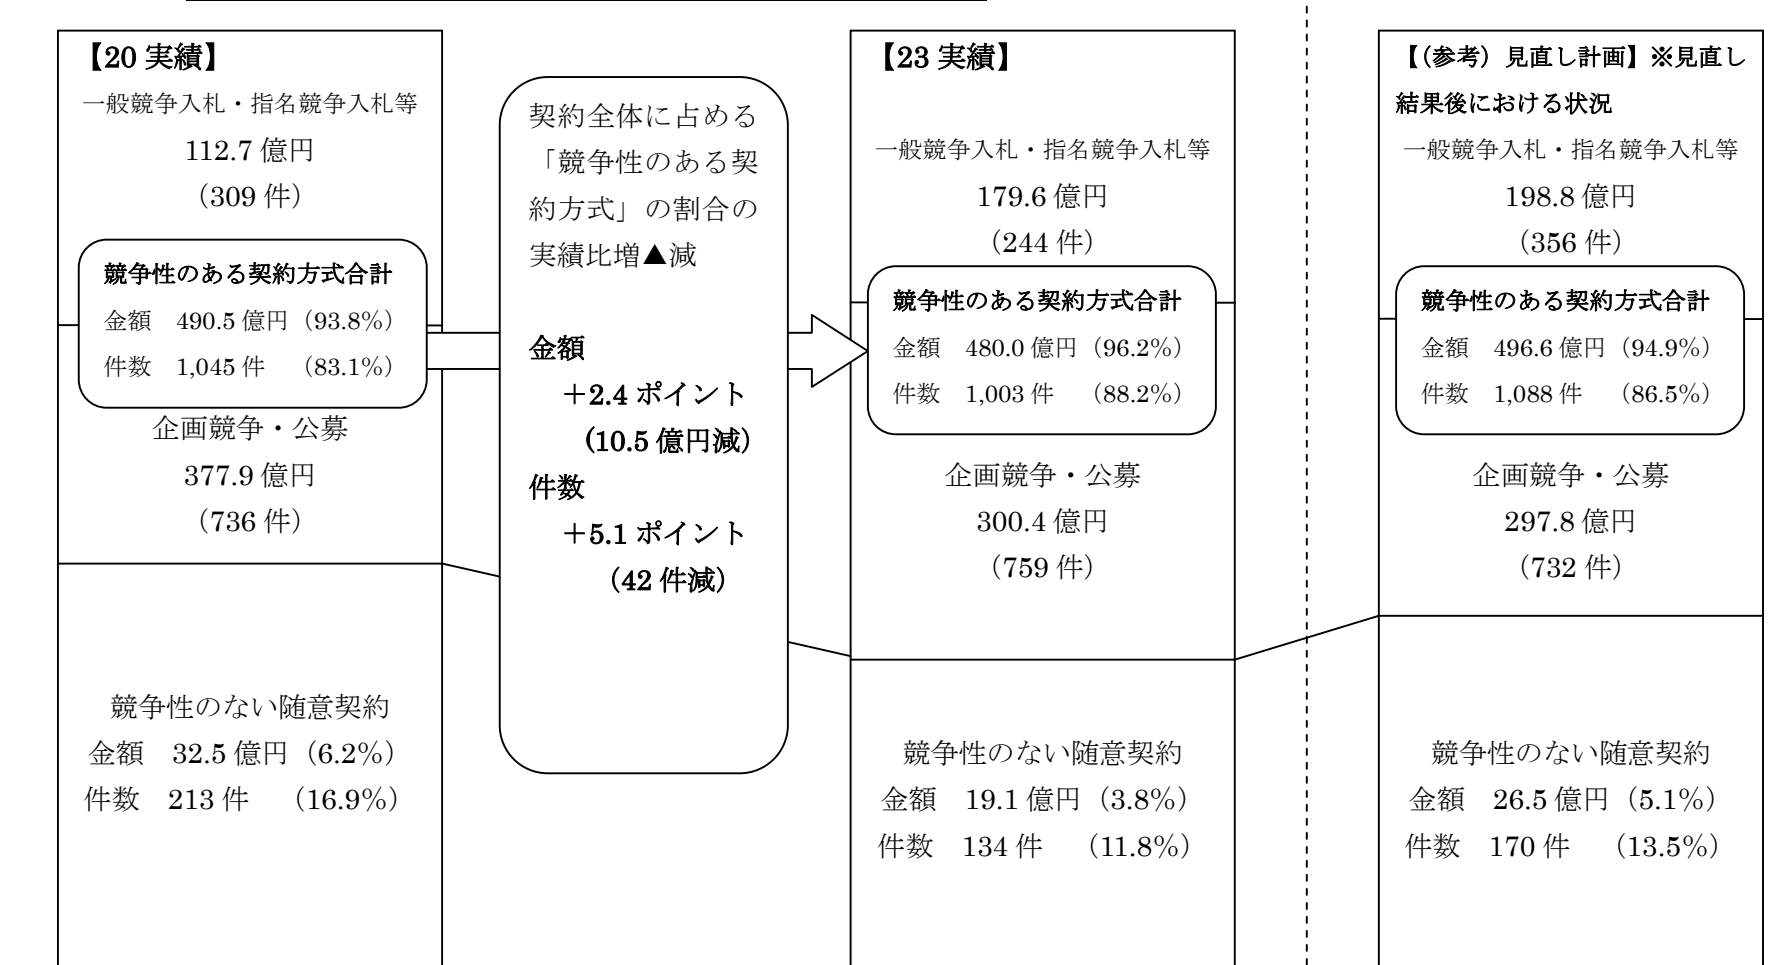 【20 実績】
一般競争入札・指名競争入札等
112.7 億円
（309 件）
競争性のある契約方式合計
金額　490.5 億円（93.8%）
件数　1,045 件　（83.1%）
企画競争・公募
377.9 億円
（736 件）
競争性のない随意契約
金額　32.5 億円（6.2%）
件数　213 件　（16.9%）
契約全体に占める
「競争性のある契
約方式」の割合の
実績比増▲減
金額
＋2.4 ポイント
（10.5 億円減）
件数
＋5.1 ポイント
（42 件減）
【23 実績】
一般競争入札・指名競争入札等
179.6 億円
（244 件）
競争性のある契約方式合計
金額　480.0 億円（96.2%）
件数　1,003 件　（88.2%）
企画競争・公募
300.4 億円
（759 件）
競争性のない随意契約
金額　19.1 億円（3.8%）
件数　134 件　（11.8%）
【（参考）見直し計画】※見直し
結果後における状況
一般競争入札・指名競争入札等
198.8 億円
（356 件）
競争性のある契約方式合計
金額　496.6 億円（94.9%）
件数　1,088 件　（86.5%）
企画競争・公募
297.8 億円
（732 件）
競争性のない随意契約
金額　26.5 億円（5.1%）
件数　170 件　（13.5%）